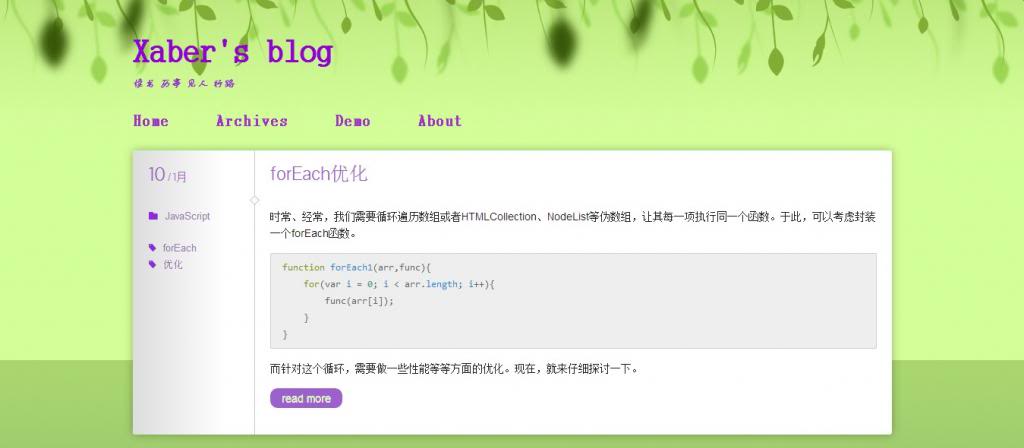 Xaber's blog
读书 历事 见人 行路
Home Archives Demo About
10 / 1月
JavaScript
forEach
优化
forEach优化
时常、经常，我们需要循环遍历数组或者HTMLCollection、NodeList等伪数组，让其每一项执行同一个函数。于此，可以考虑封装
一个forEach函数。
function forEach1(arr,func){
    for(var i = 0; i < arr.length; i++){
        func(arr[i]);
    }
}
而针对这个循环，需要做一些性能等等方面的优化。现在，就来仔细探讨一下。
read more